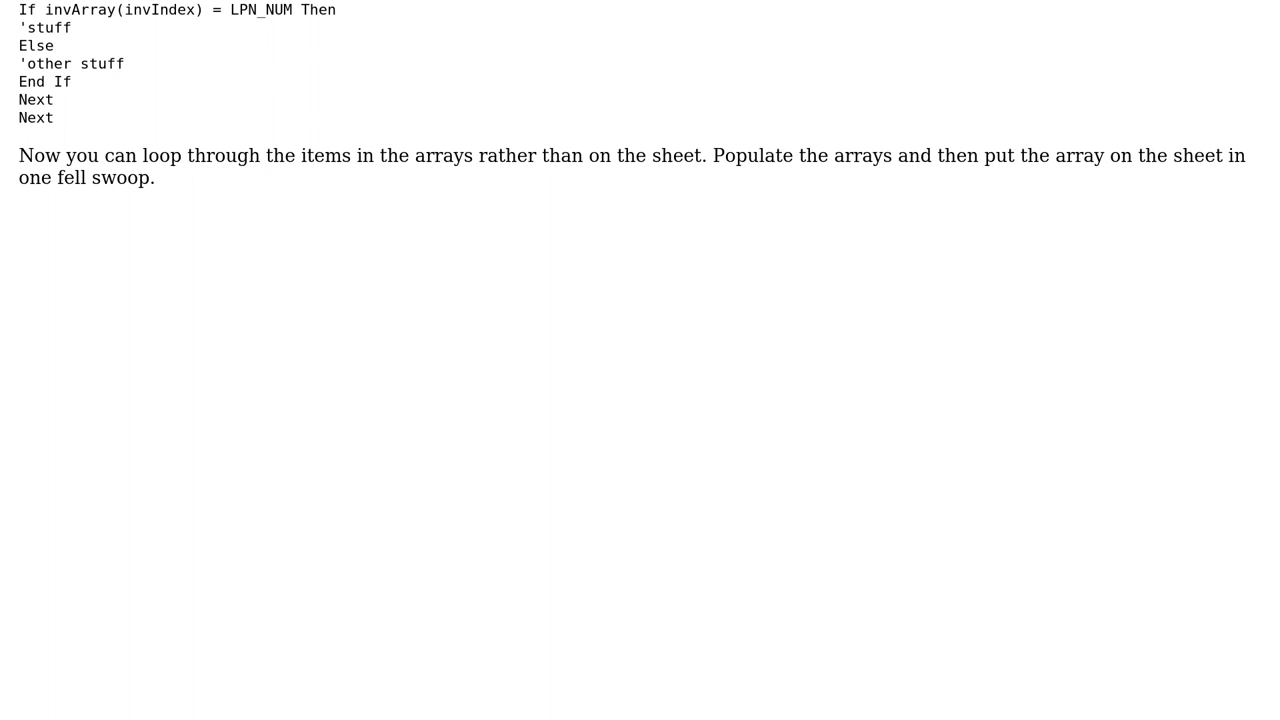 If invArray(invIndex) = LPN_NUM Then
'stuff
Else
'other stuff
End If
Next
Next
Now you can loop through the items in the arrays rather than on the sheet. Populate the arrays and then put the array on the sheet in
one fell swoop.